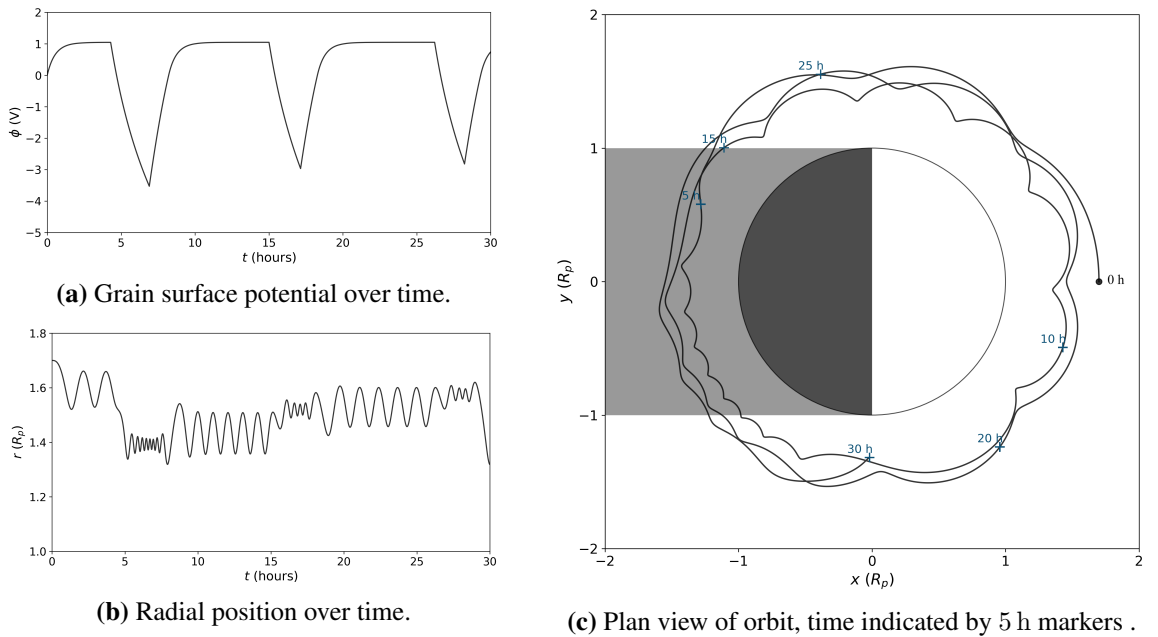 2
1
0
−1
−2
−3
−4
−5
0 5 10 15 20 25 30
ϕ (V)
t (hours)
(a) Grain surface potential over time.
1.8
1.6
1.4
1.2
1.0
0 5 10 15 20 25 30
r (Rₚ)
t (hours)
(b) Radial position over time.
2
1
0
−1
−2
−2 −1 0 1 2
y (Rₚ)
x (Rₚ)
25 h
15 h
5 h
0 h
10 h
20 h
30 h
(c) Plan view of orbit, time indicated by 5 h markers .